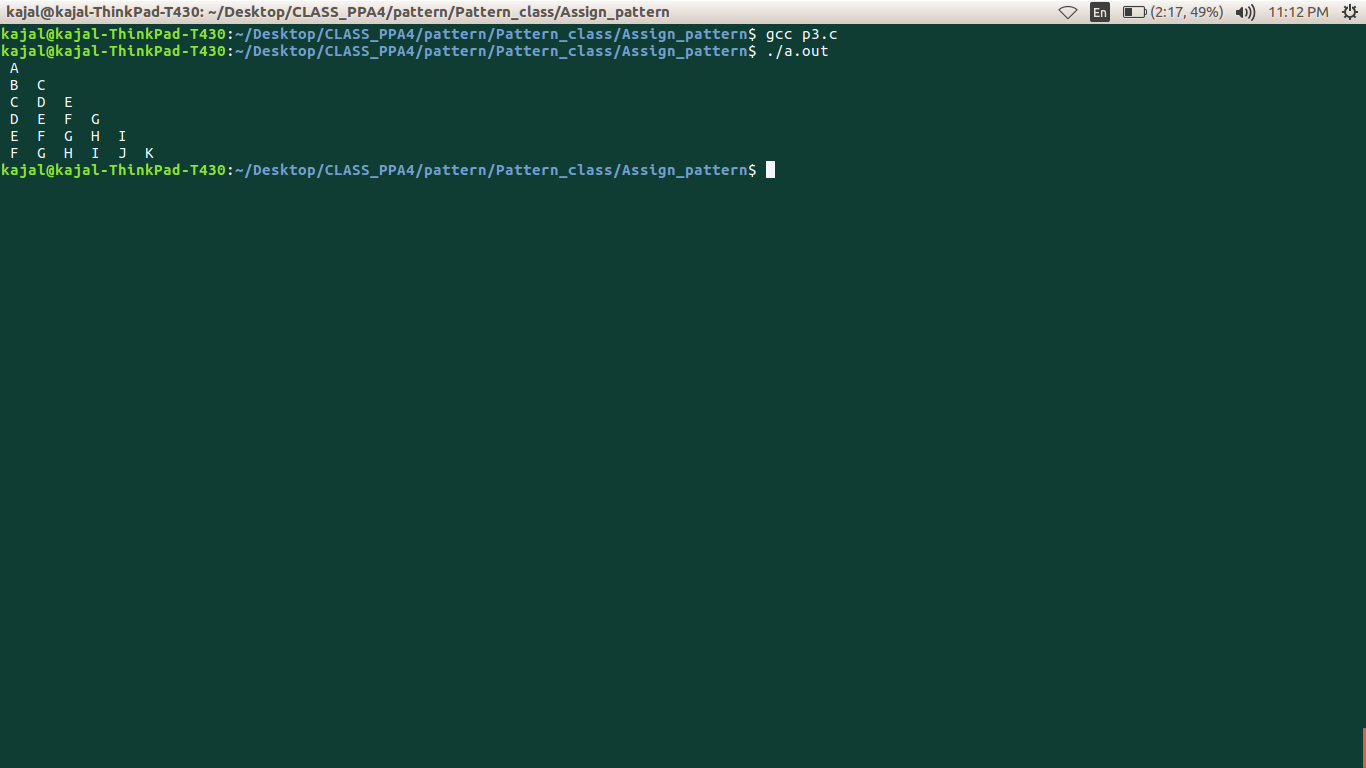 kajal@kajal-ThinkPad-T430: ~/Desktop/CLASS_PPA4/pattern/Pattern_class/Assign_pattern En (2:17, 49%) 11:12 PM
kajal@kajal-ThinkPad-T430:~/Desktop/CLASS_PPA4/pattern/Pattern_class/Assign_pattern$ gcc p3.c
kajal@kajal-ThinkPad-T430:~/Desktop/CLASS_PPA4/pattern/Pattern_class/Assign_pattern$ ./a.out
A
B C
C D E
D E F G
E F G H I
F G H I J K
kajal@kajal-ThinkPad-T430:~/Desktop/CLASS_PPA4/pattern/Pattern_class/Assign_pattern$